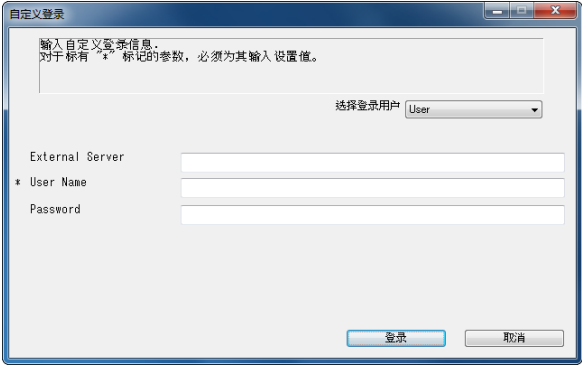 自定义登录
输入自定义登录信息.
对于标有 "*" 标记的参数，必须为其输入设置值。
选择登录用户 User
External Server
* User Name
Password
登录 取消